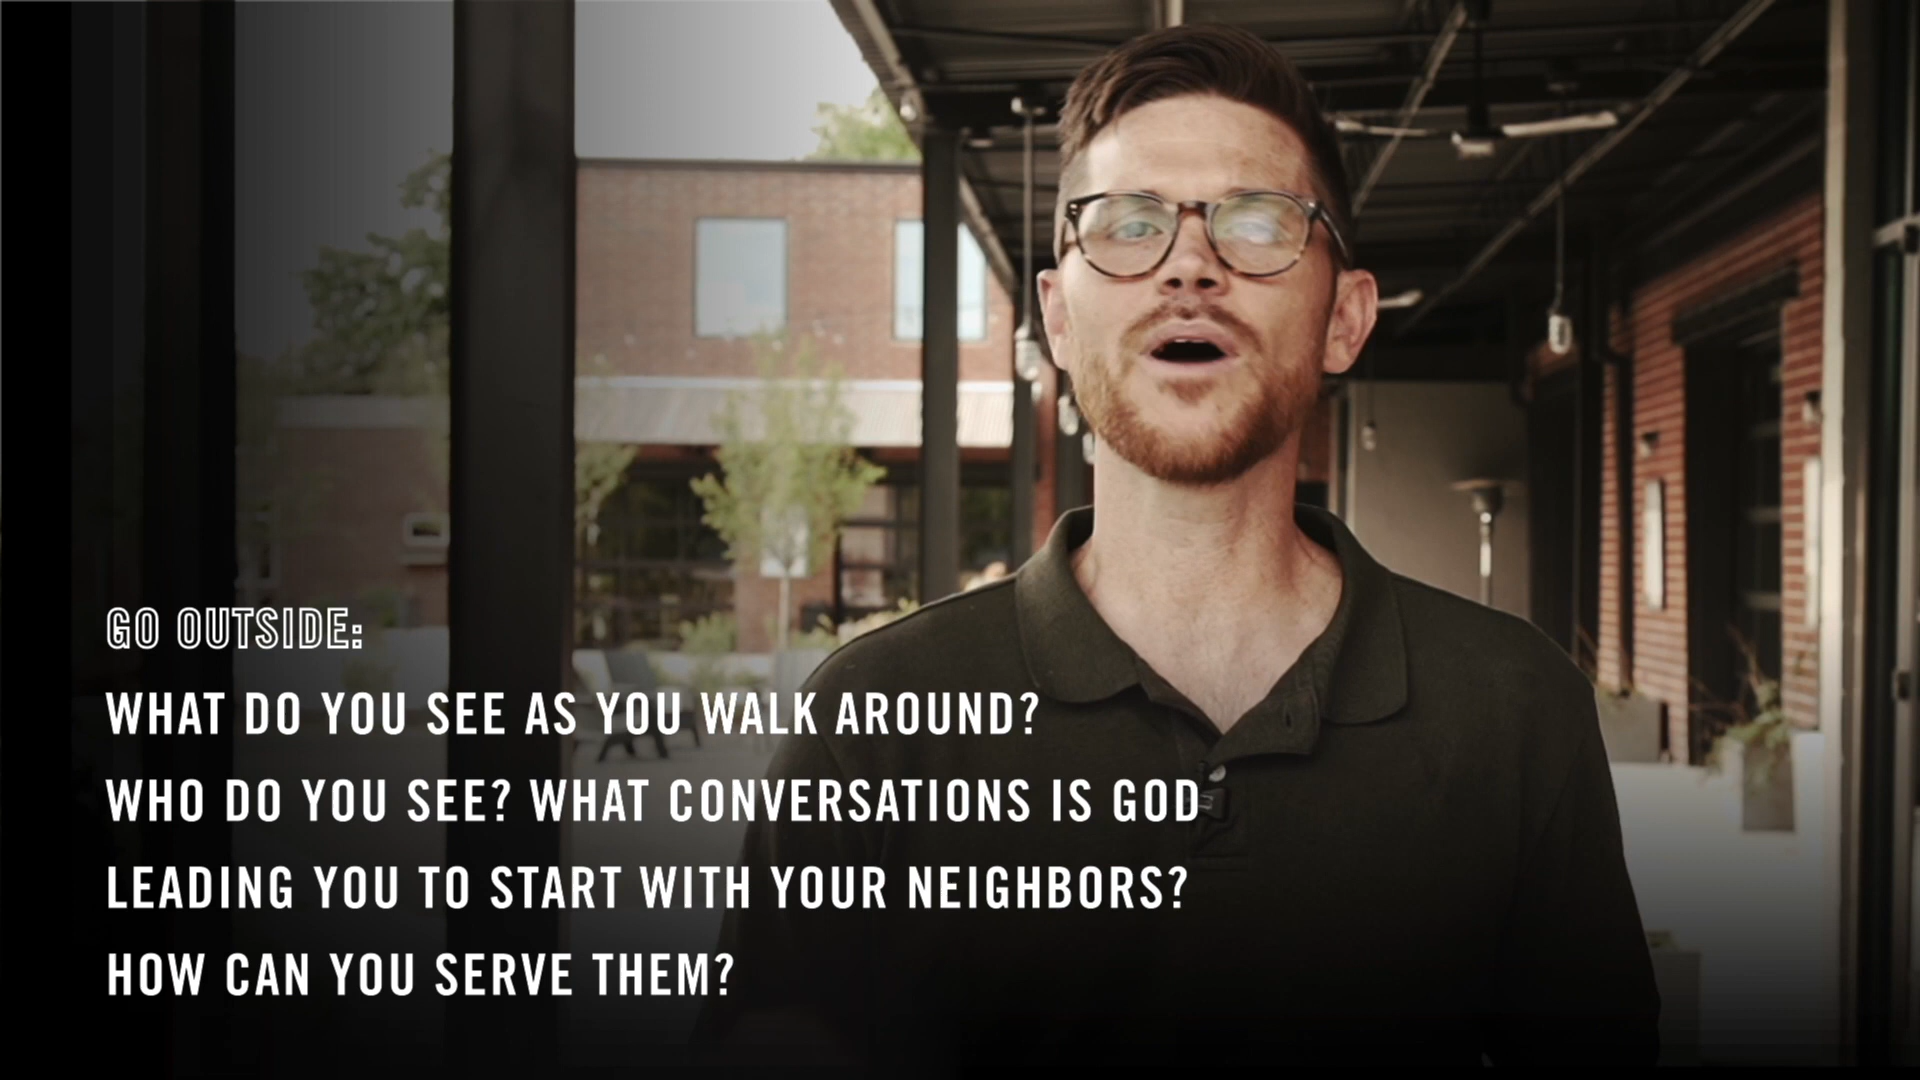 GO OUTSIDE:
WHAT DO YOU SEE AS YOU WALK AROUND?
WHO DO YOU SEE? WHAT CONVERSATIONS IS GOD
LEADING YOU TO START WITH YOUR NEIGHBORS?
HOW CAN YOU SERVE THEM?